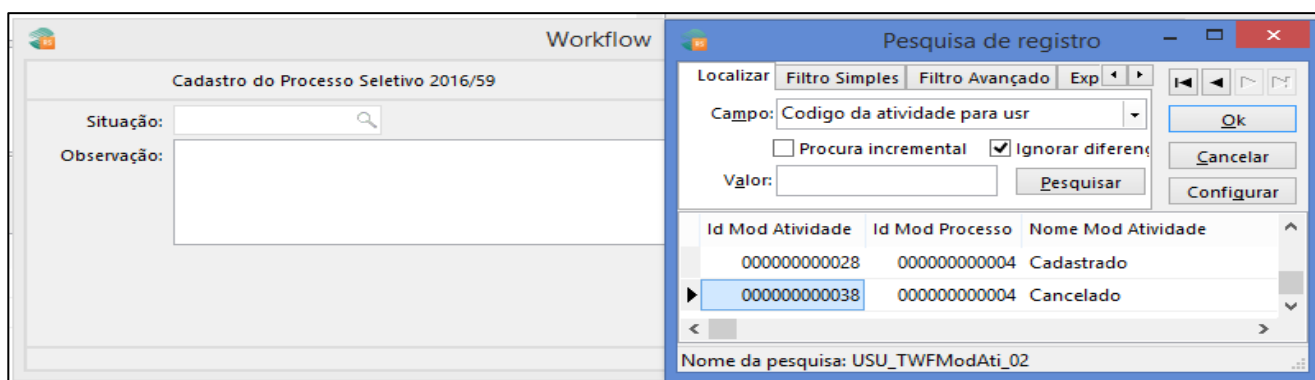 Workflow
Cadastro do Processo Seletivo 2016/59
Situação:
Observação:
Pesquisa de registro
Localizar Filtro Simples Filtro Avançado Exp
Campo: Codigo da atividade para usr
Procura incremental Ignorar diferenç
Valor: Pesquisar
Ok
Cancelar
Configurar
Id Mod Atividade Id Mod Processo Nome Mod Atividade
000000000028 000000000004 Cadastrado
000000000038 000000000004 Cancelado
Nome da pesquisa: USU_TWFModAti_02